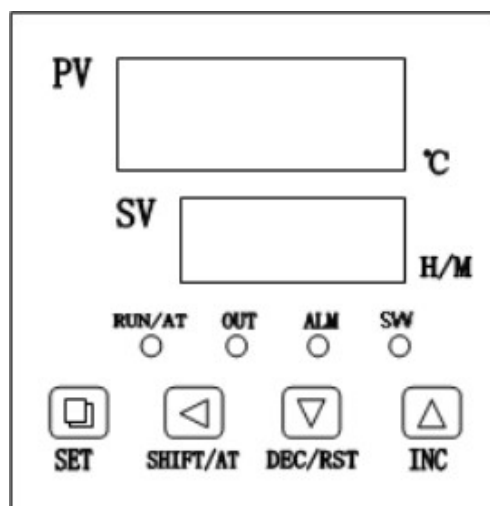 PV
℃
SV
H/M
RUN/AT OUT ALM SW
SET SHIFT/AT DEC/RST INC